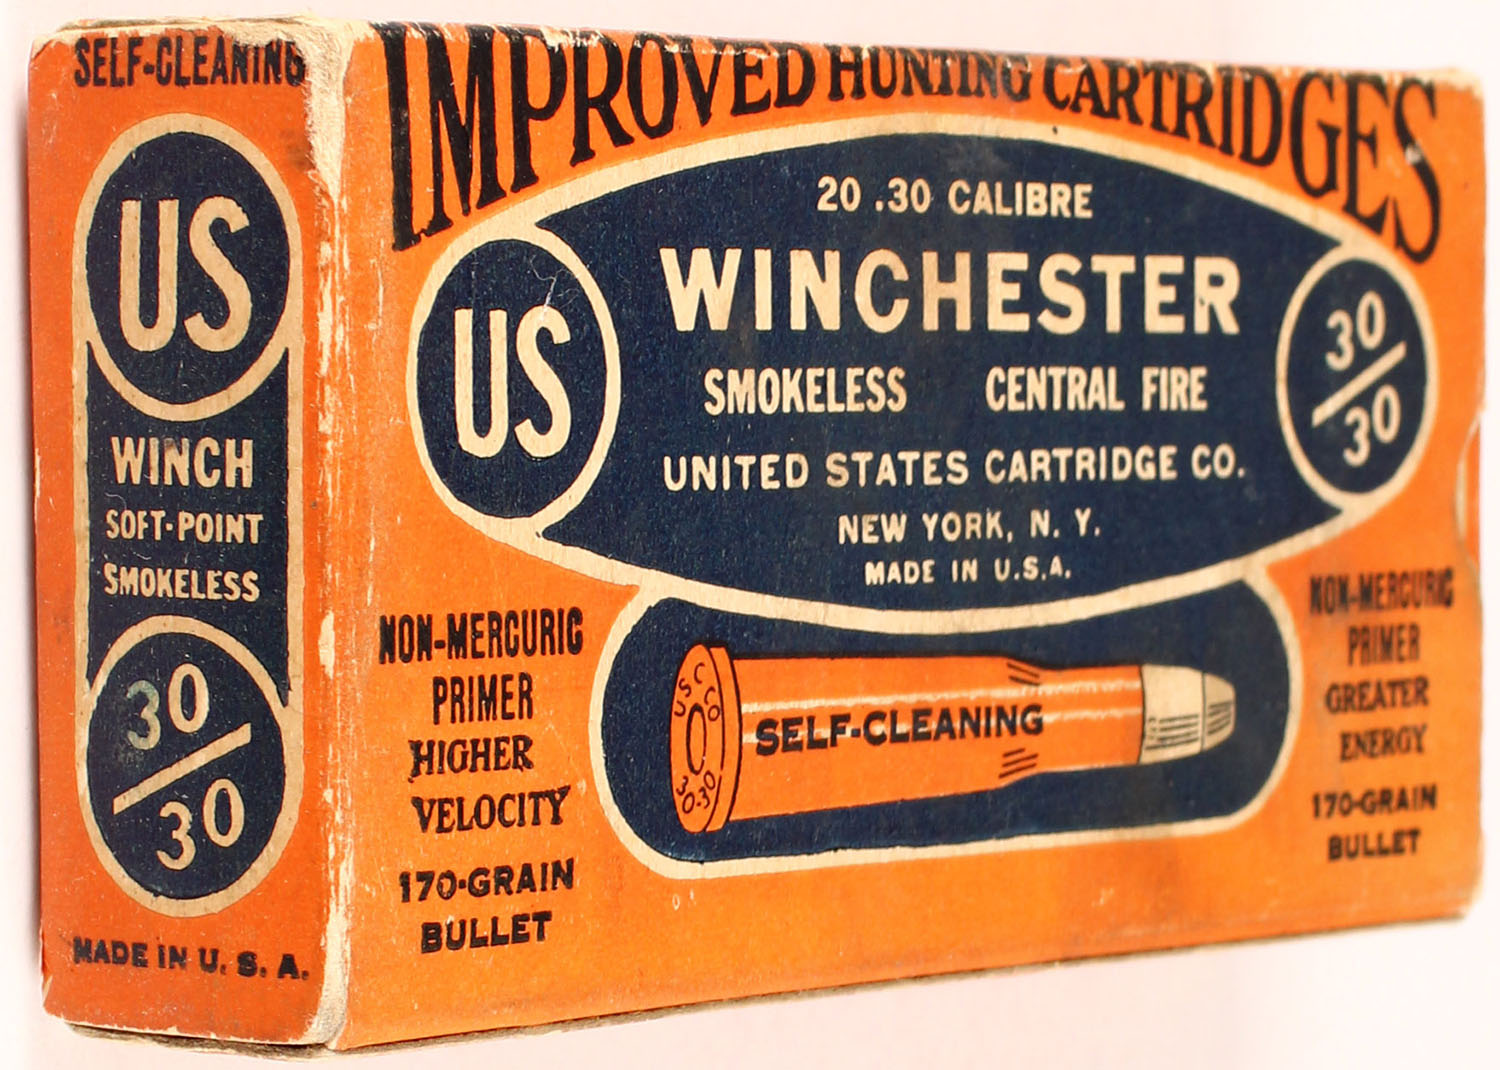 SELF-CLEANING
US
WINCH
SOFT-POINT
SMOKELESS
30/30
MADE IN U. S. A.
IMPROVED HUNTING CARTRIDGES
20 .30 CALIBRE
US
WINCHESTER
30/30
SMOKELESS CENTRAL FIRE
UNITED STATES CARTRIDGE CO.
NEW YORK, N. Y.
MADE IN U.S.A.
NON-MERCURIC
PRIMER
HIGHER
VELOCITY
170-GRAIN
BULLET
U S C CO
30-30
SELF-CLEANING
NON-MERCURIC
PRIMER
GREATER
ENERGY
170-GRAIN
BULLET